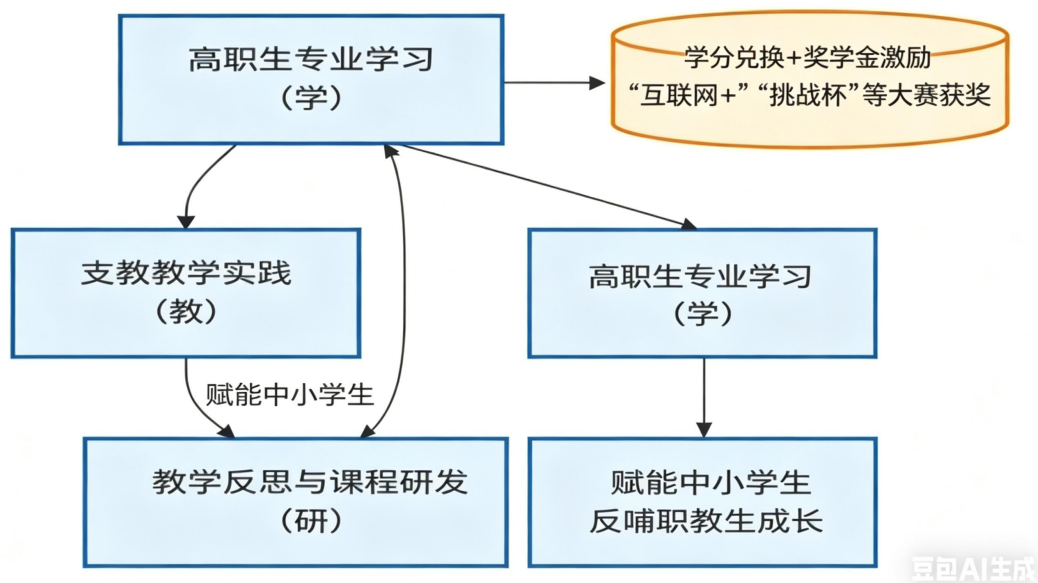 高职生专业学习
（学）
学分兑换+奖学金激励
“互联网+”“挑战杯”等大赛获奖
支教教学实践
（教）
高职生专业学习
（学）
赋能中小学生
教学反思与课程研发
（研）
赋能中小学生
反哺职教生成长
豆包AI生成